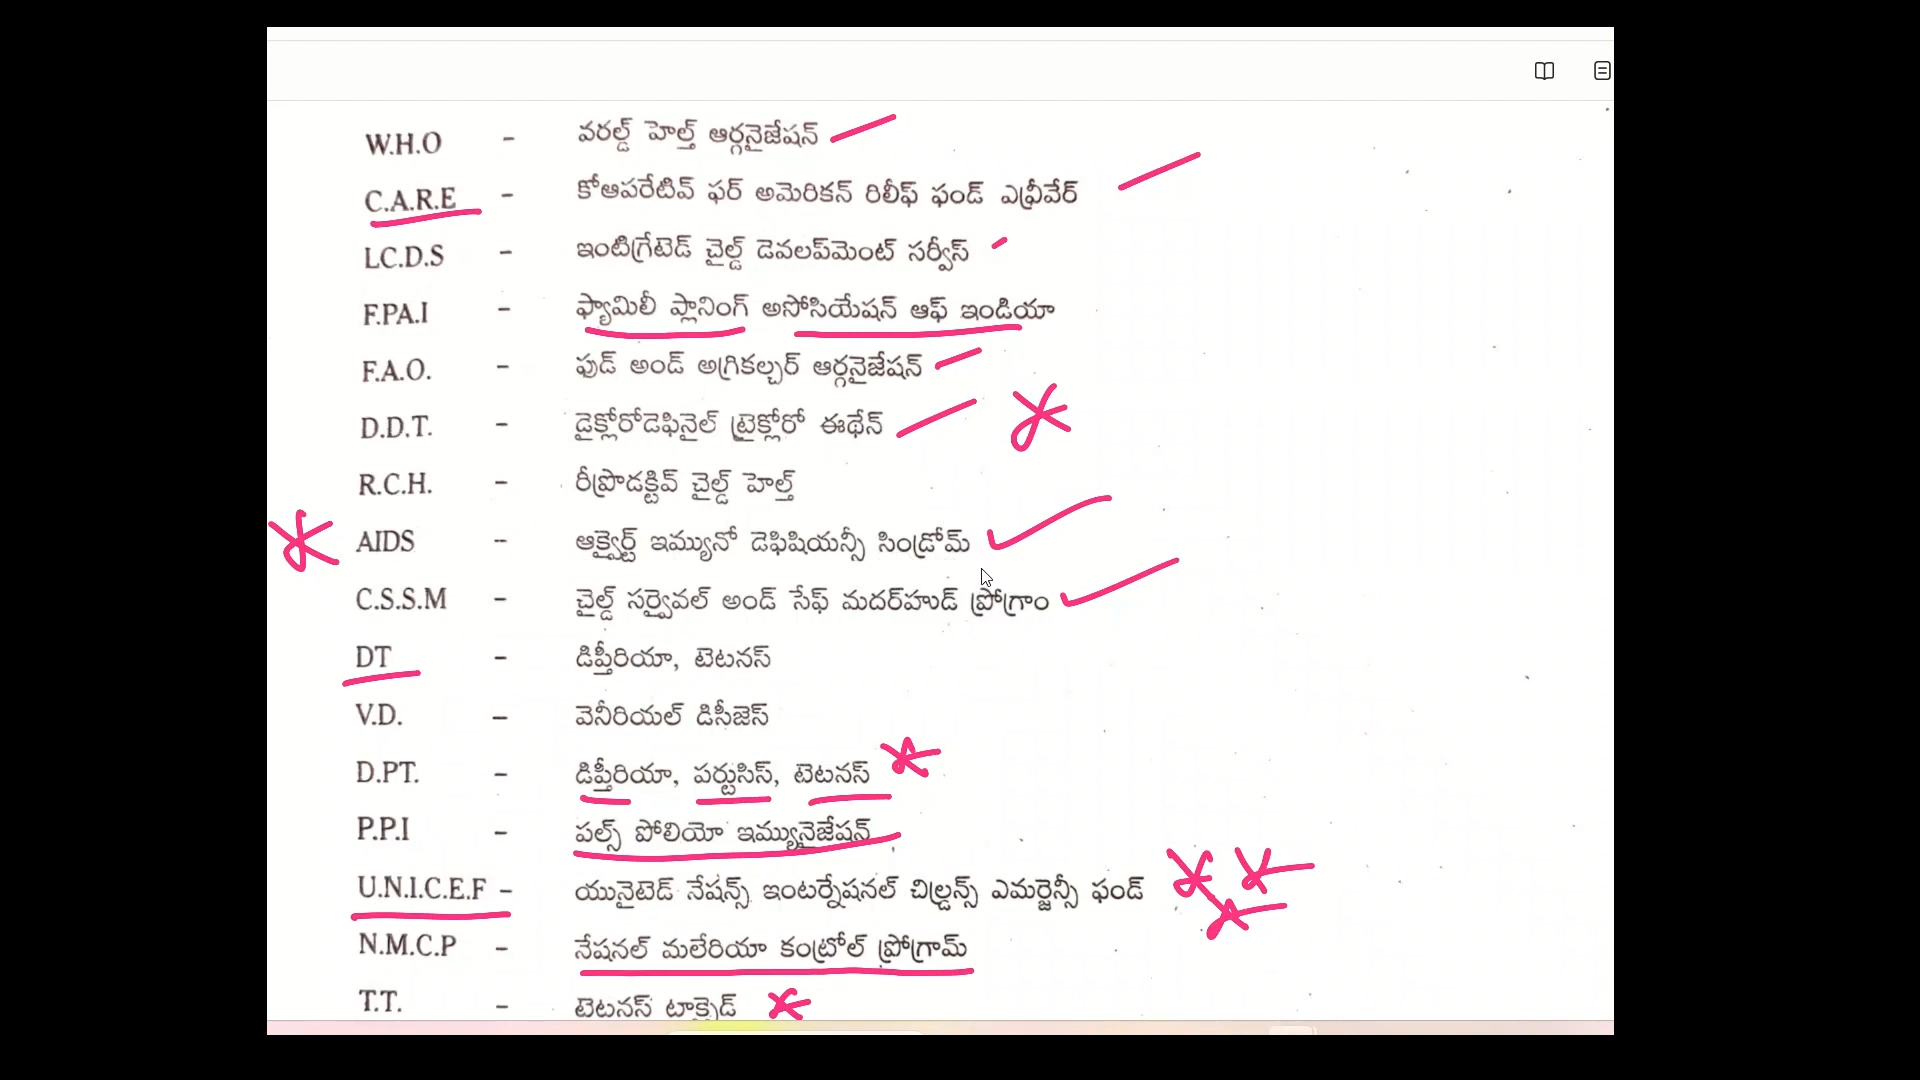 W.H.O - వరల్డ్ హెల్త్ ఆర్గనైజేషన్
C.A.R.E - కోఆపరేటివ్ ఫర్ అమెరికన్ రిలీఫ్ ఫండ్ ఎవ్రీవేర్
I.C.D.S - ఇంటిగ్రేటెడ్ చైల్డ్ డెవలప్‌మెంట్ సర్వీస్
F.PA.I - ఫ్యామిలీ ప్లానింగ్ అసోసియేషన్ ఆఫ్ ఇండియా
F.A.O. - ఫుడ్ అండ్ అగ్రికల్చర్ ఆర్గనైజేషన్
D.D.T. - డైక్లోరోడెఫినైల్ ట్రైక్లోరో ఈథేన్
R.C.H. - రీప్రొడక్టివ్ చైల్డ్ హెల్త్
AIDS - ఆక్వైర్డ్ ఇమ్యునో డెఫిషియన్సీ సిండ్రోమ్
C.S.S.M - చైల్డ్ సర్వైవల్ అండ్ సేఫ్ మదర్‌హుడ్ ప్రోగ్రాం
DT - డిప్తీరియా, టెటనస్
V.D. - వెనీరియల్ డిసీజెస్
D.PT. - డిప్తీరియా, పర్టుసిస్, టెటనస్
P.P.I - పల్స్ పోలియో ఇమ్యునైజేషన్
U.N.I.C.E.F - యునైటెడ్ నేషన్స్ ఇంటర్నేషనల్ చిల్డ్రన్స్ ఎమర్జెన్సీ ఫండ్
N.M.C.P - నేషనల్ మలేరియా కంట్రోల్ ప్రోగ్రామ్
T.T. - టెటనస్ టాక్సైడ్